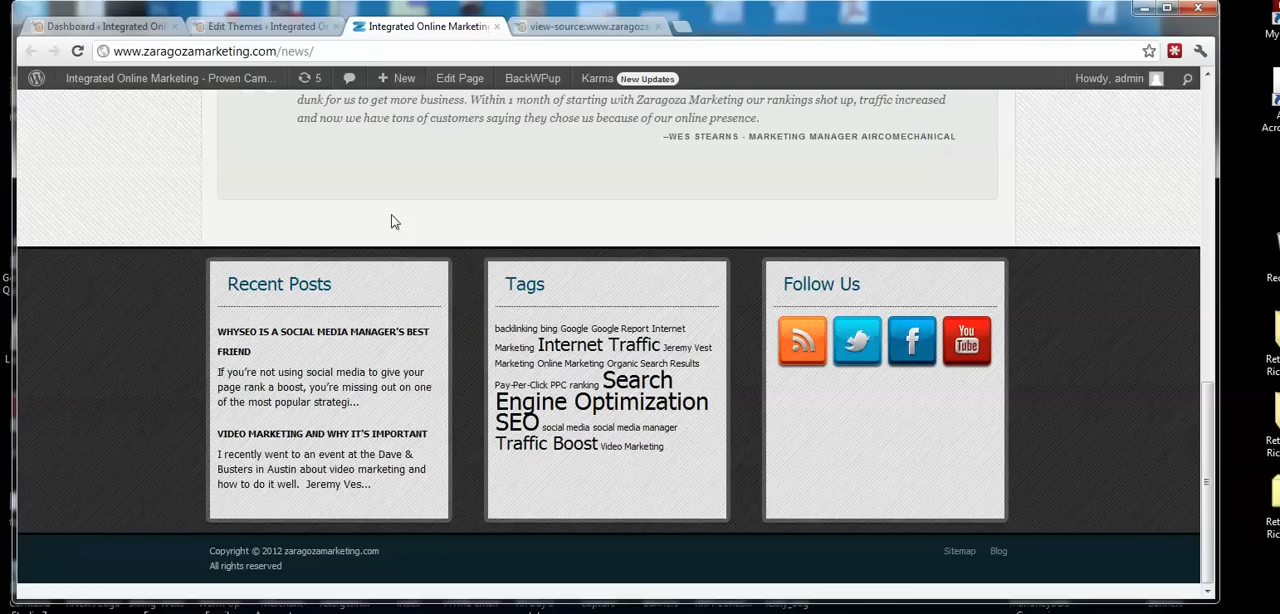 Dashboard ‹ Integrated Onl
Edit Themes ‹ Integrated O
Integrated Online Marketing
view-source:www.zaragoza
www.zaragozamarketing.com/news/
Integrated Online Marketing - Proven Cam... 5 New Edit Page BackWPup Karma New Updates Howdy, admin
dunk for us to get more business. Within 1 month of starting with Zaragoza Marketing our rankings shot up, traffic increased
and now we have tons of customers saying they chose us because of our online presence.
–WES STEARNS - MARKETING MANAGER AIRCOMECHANICAL
Recent Posts
WHYSEO IS A SOCIAL MEDIA MANAGER'S BEST
FRIEND
If you're not using social media to give your
page rank a boost, you're missing out on one
of the most popular strategi...
VIDEO MARKETING AND WHY IT'S IMPORTANT
I recently went to an event at the Dave &
Busters in Austin about video marketing and
how to do it well. Jeremy Ves...
Tags
backlinking bing Google Google Report Internet
Marketing Internet Traffic Jeremy Vest
Marketing Online Marketing Organic Search Results
Pay-Per-Click PPC ranking Search
Engine Optimization
SEO social media social media manager
Traffic Boost Video Marketing
Follow Us
You
Tube
Copyright © 2012 zaragozamarketing.com
All rights reserved
Sitemap Blog